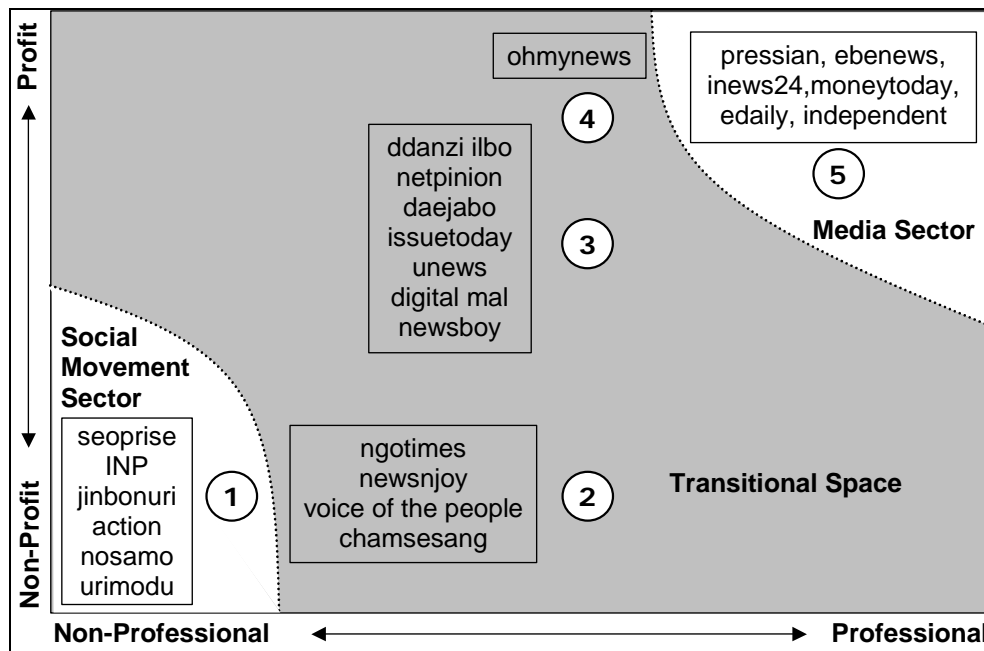 Profit
Non-Profit
ohmynews
4
pressian, ebenews,
inews24,moneytoday,
edaily, independent
5
Media Sector
ddanzi ilbo
netpinion
daejabo
issuetoday
unews
digital mal
newsboy
3
Social
Movement
Sector
seoprise
INP
jinbonuri
action
nosamo
urimodu
1
ngotimes
newsnjoy
voice of the people
chamsesang
2
Transitional Space
Non-Professional
Professional